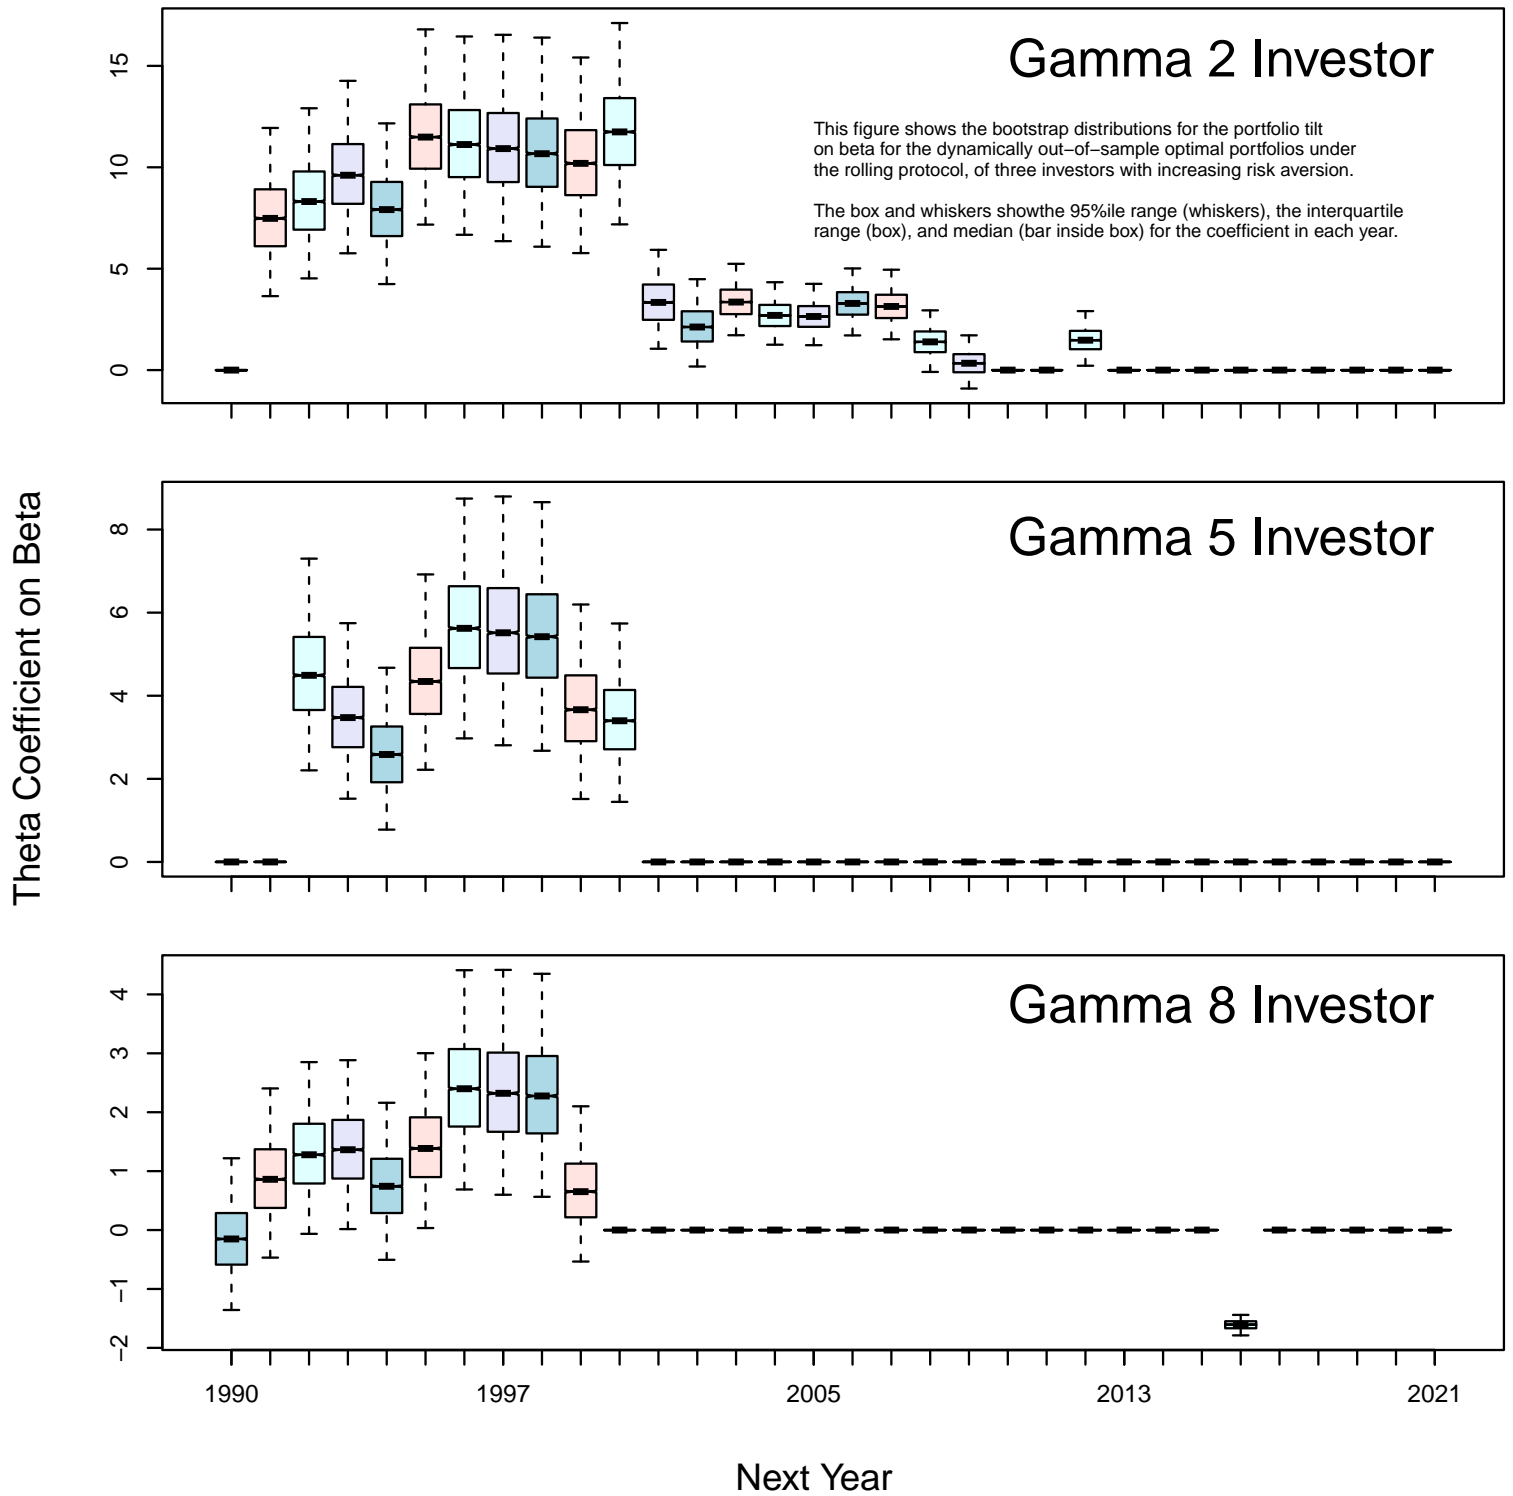 Gamma 2 Investor
This figure shows the bootstrap distributions for the portfolio tilt
on beta for the dynamically out−of−sample optimal portfolios under
the rolling protocol, of three investors with increasing risk aversion.
The box and whiskers showthe 95%ile range (whiskers), the interquartile
range (box), and median (bar inside box) for the coefficient in each year.
15
10
5
0
Theta Coefficient on Beta
Gamma 5 Investor
8
6
4
2
0
Gamma 8 Investor
4
3
2
1
0
−1
−2
1990 1997 2005 2013 2021
Next Year